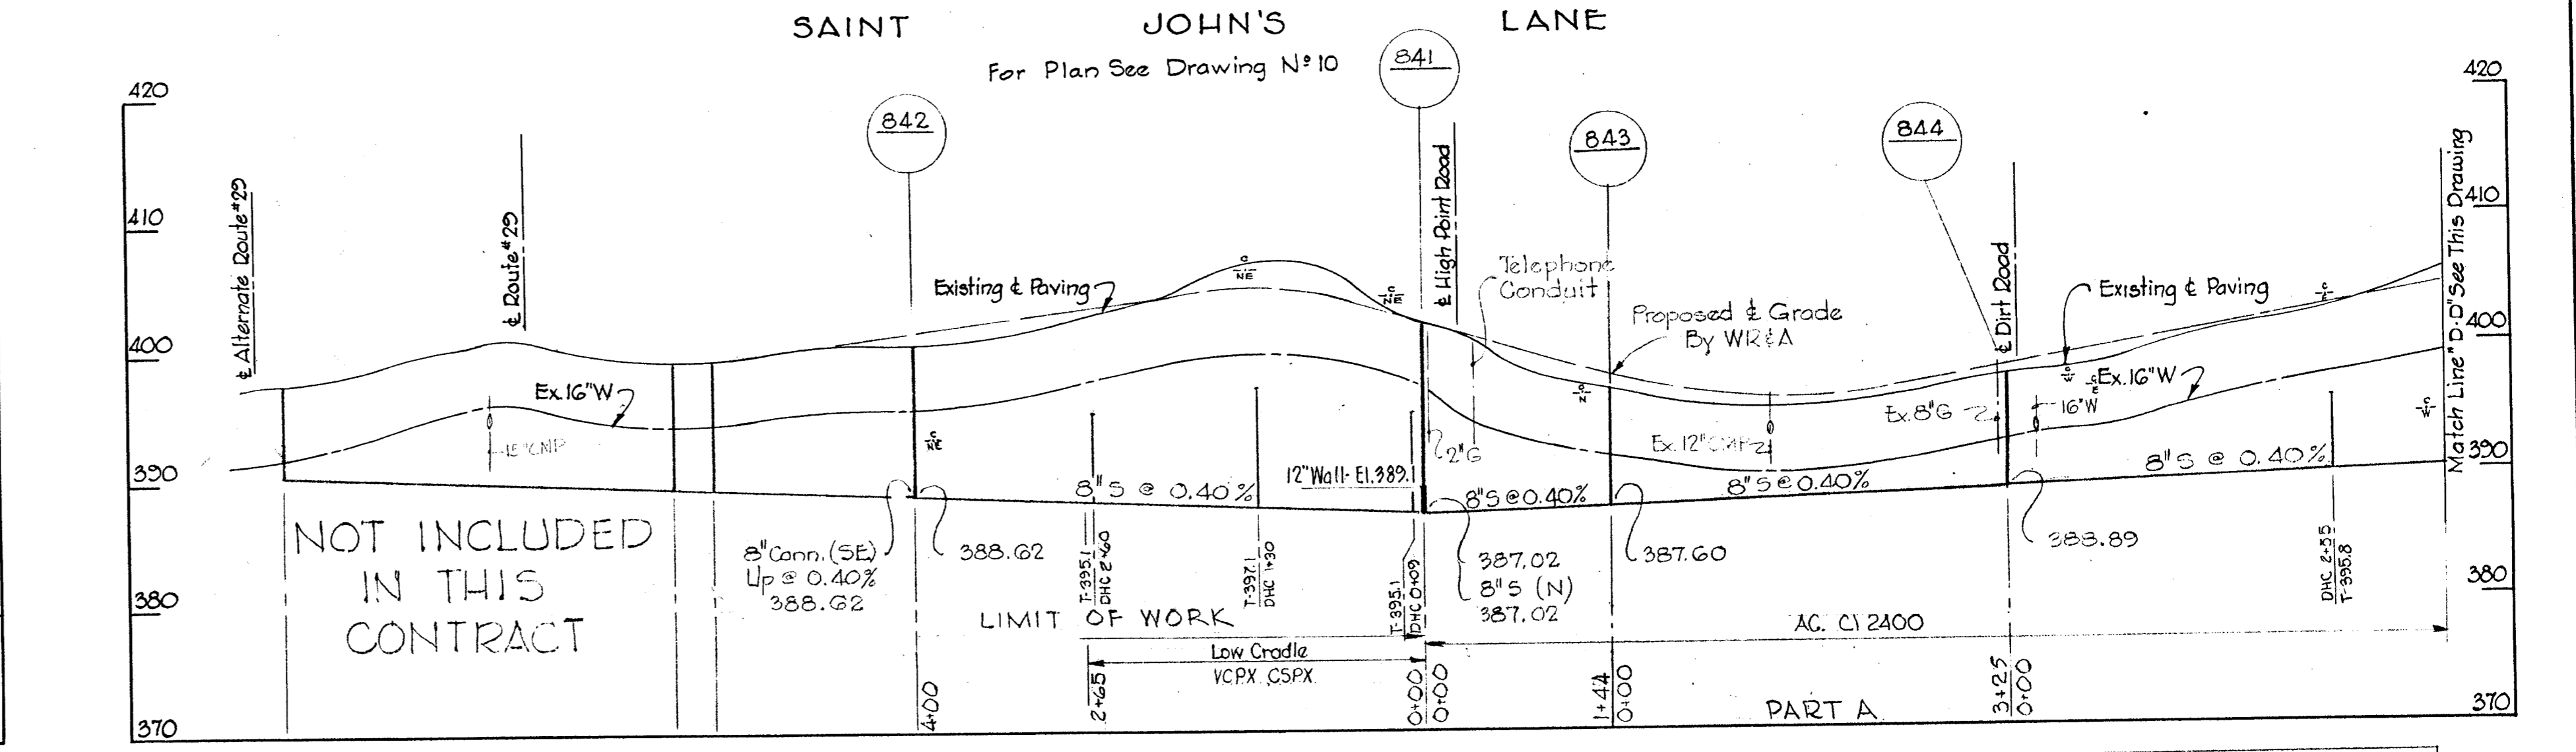 SAINT JOHN'S LANE
For Plan See Drawing Nº 10
420
410
400
390
380
370
℄ Alternate Route #29
℄ Route #29
842
841
843
844
420
410
400
390
380
370
Existing ℄ Paving
C
NE
C
NE
℄ High Point Road
Telephone
Conduit
Proposed ℄ Grade
By WR&A
℄ Dirt Road
Existing ℄ Paving
Match Line "D-D" See This Drawing
Ex. 16" W
15" CMP
C
NE
C
N
Ex. 12" CMP
Ex. 8" G
16" W
Ex. 16" W
C
W
2" G
12" Wall - El. 389.1
8" S @ 0.40%
8" S @ 0.40%
8" S @ 0.40%
8" S @ 0.40%
NOT INCLUDED
IN THIS
CONTRACT
8" Conn. (SE)
Up @ 0.40%
388.62
388.62
T-395.1
DHC 2+60
T-397.1
DHC 1+30
T-395.1
DHC 0+09
387.02
8" S (N)
387.02
387.60
388.89
DHC 2+55
T-395.8
LIMIT OF WORK
Low Cradle
VCPX CSPX
AC. CI 2400
4+00
2+65
0+00
0+00
1+44
0+00
3+25
0+00
PART A